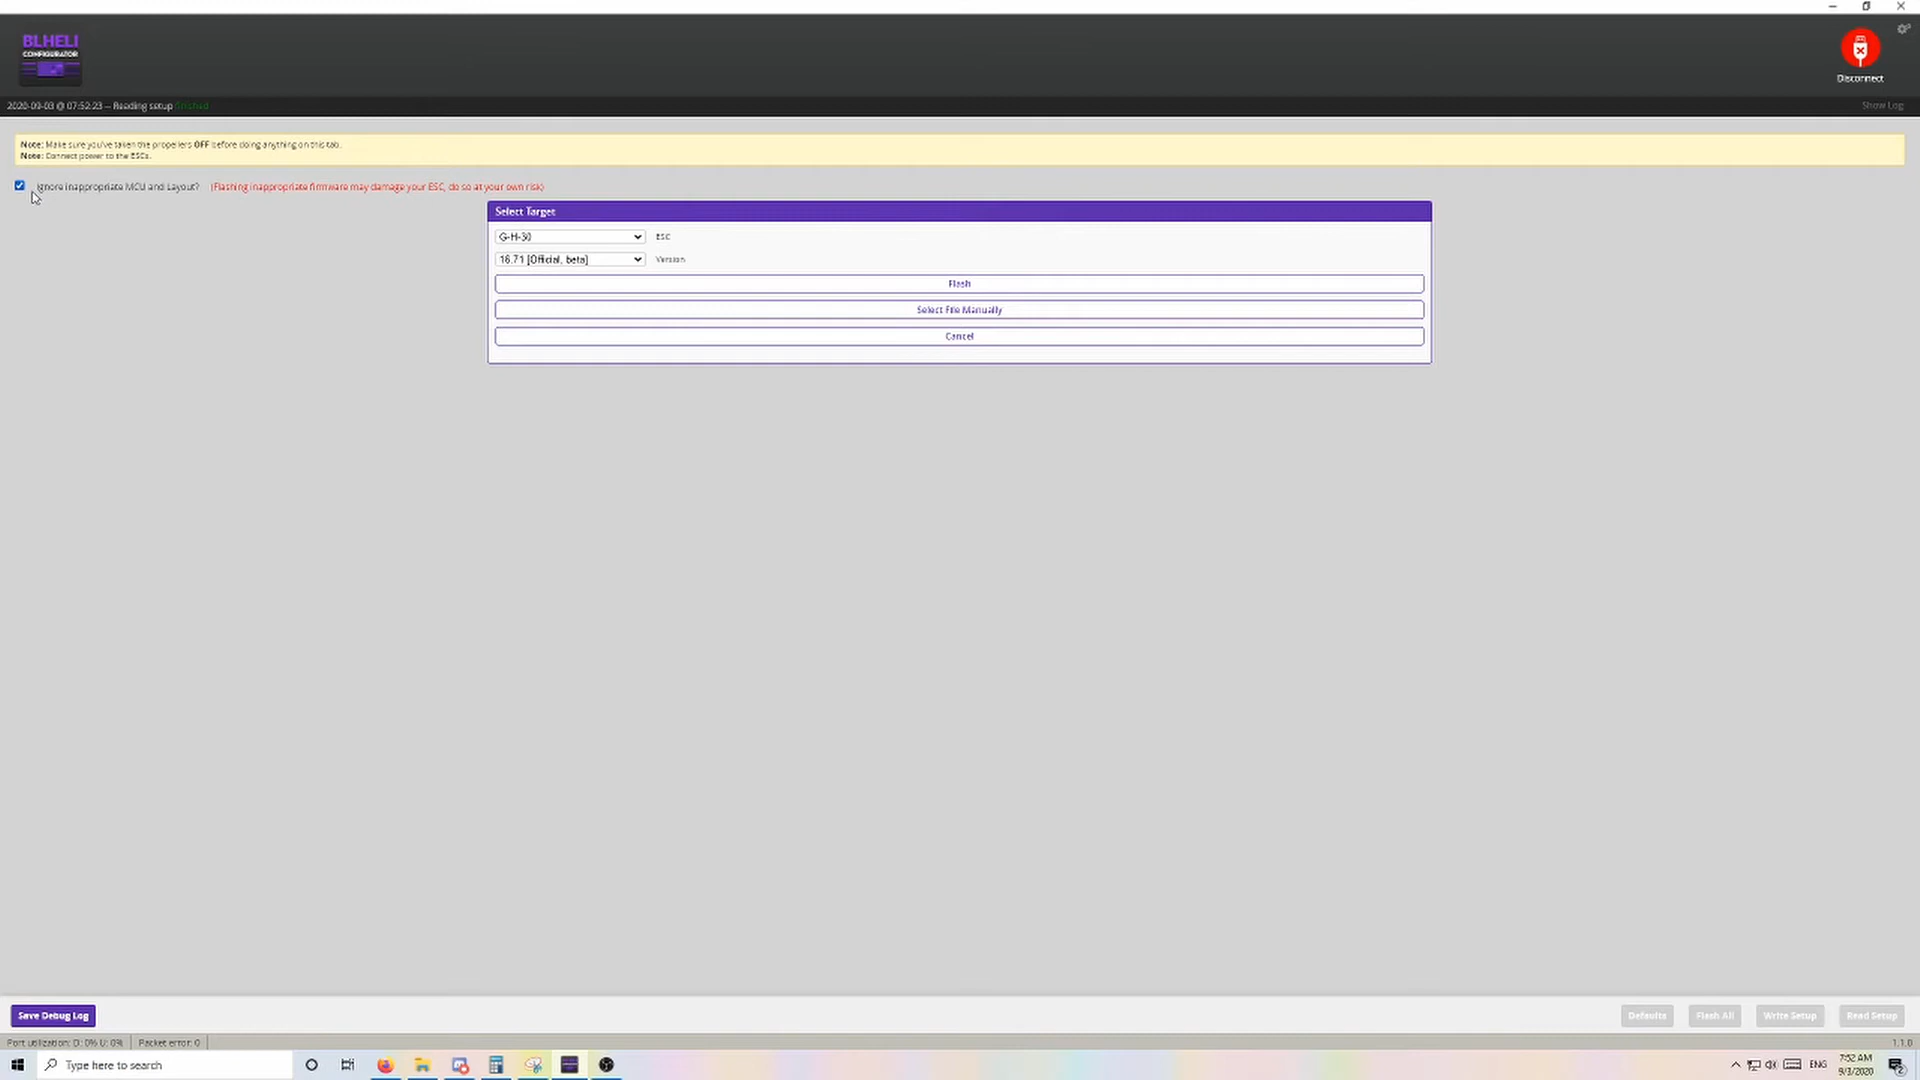 BLHELI
CONFIGURATOR
Disconnect
2020-09-03 @ 07:52:23 -- Reading setup finished
Show Log
Note: Make sure you've taken the propellers OFF before doing anything on this tab.
Note: Connect power to the ESCs.
Ignore inappropriate MCU and Layout? (Flashing inappropriate firmware may damage your ESC, do so at your own risk)
Select Target
G-H-30 ESC
16.71 [Official, beta] Version
Flash
Select File Manually
Cancel
Save Debug Log
Defaults
Flash All
Write Setup
Read Setup
Port utilization: D: 0% U: 0% Packet error: 0
1.1.0
Type here to search
ENG
7:52 AM
9/3/2020
2